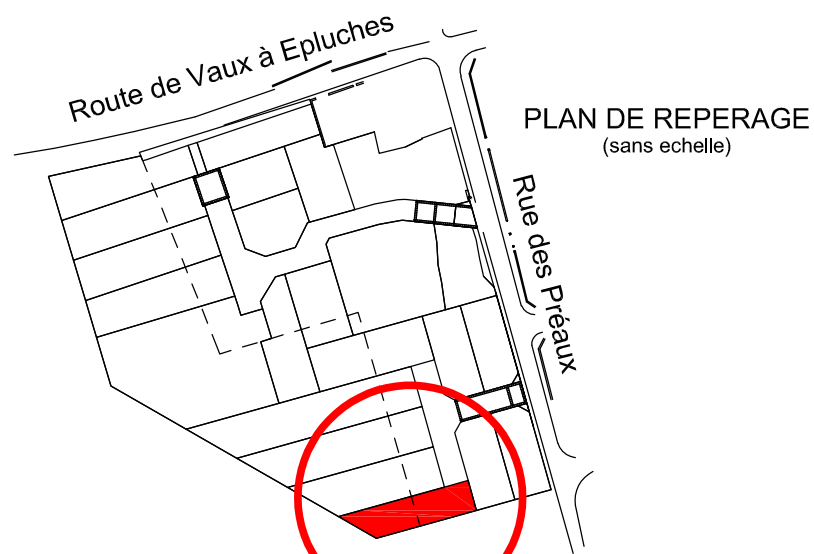 Route de Vaux à Epluches
PLAN DE REPERAGE
(sans echelle)
Rue des Préaux